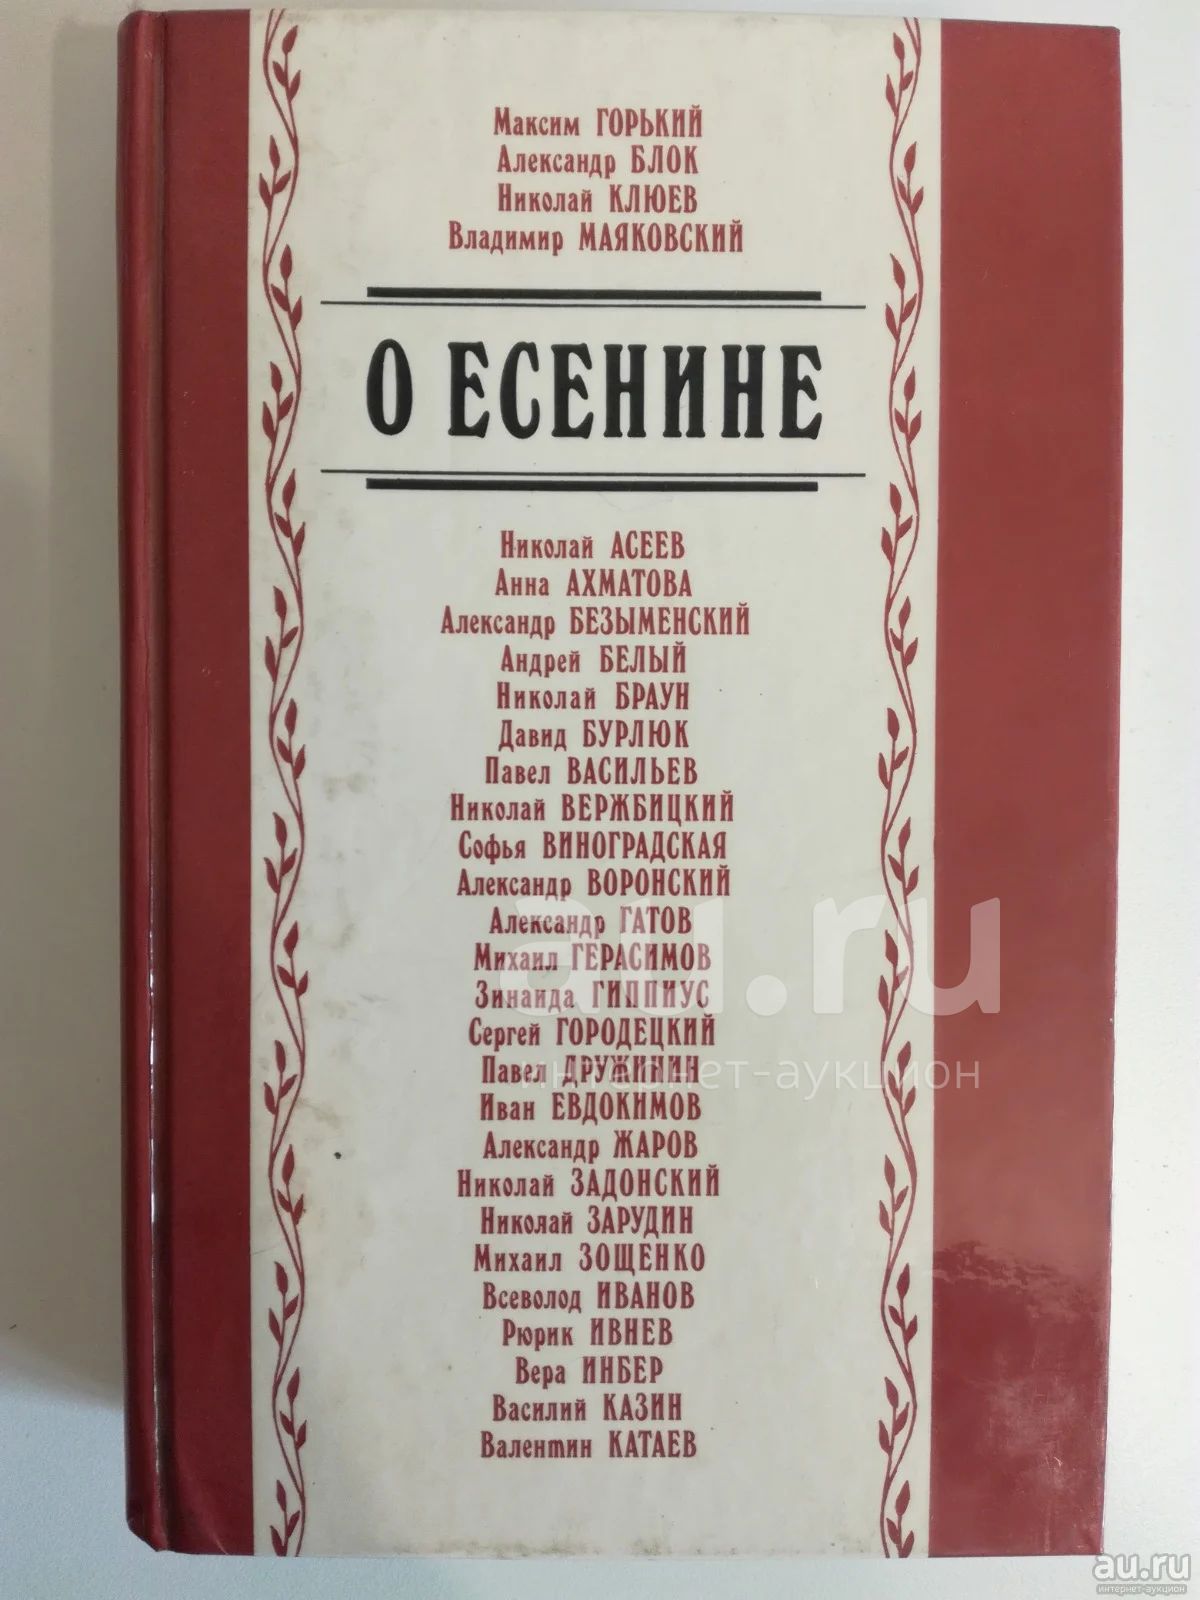 Максим ГОРЬКИЙ
Александр БЛОК
Николай КЛЮЕВ
Владимир МАЯКОВСКИЙ
О ЕСЕНИНЕ
Николай АСЕЕВ
Анна АХМАТОВА
Александр БЕЗЫМЕНСКИЙ
Андрей БЕЛЫЙ
Николай БРАУН
Давид БУРЛЮК
Павел ВАСИЛЬЕВ
Николай ВЕРЖБИЦКИЙ
Софья ВИНОГРАДСКАЯ
Александр ВОРОНСКИЙ
Александр ГАТОВ
Михаил ГЕРАСИМОВ
au.ru
Зинаида ГИППИУС
Сергей ГОРОДЕЦКИЙ
Павел ДРУЖИНИН
интернет-аукцион
Иван ЕВДОКИМОВ
Александр ЖАРОВ
Николай ЗАДОНСКИЙ
Николай ЗАРУДИН
Михаил ЗОЩЕНКО
Всеволод ИВАНОВ
Рюрик ИВНЕВ
Вера ИНБЕР
Василий КАЗИН
Валентин КАТАЕВ
au.ru
интернет-аукцион